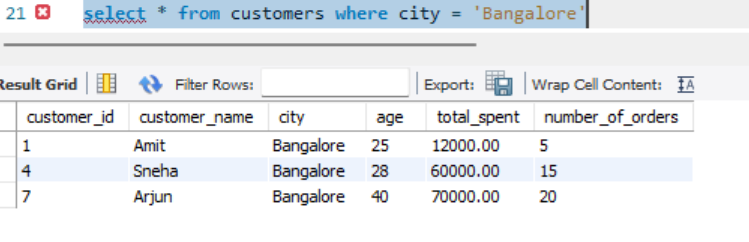 21 select * from customers where city = 'Bangalore'
Result Grid Filter Rows: Export: Wrap Cell Content: IA
customer_id customer_name city age total_spent number_of_orders
1 Amit Bangalore 25 12000.00 5
4 Sneha Bangalore 28 60000.00 15
7 Arjun Bangalore 40 70000.00 20